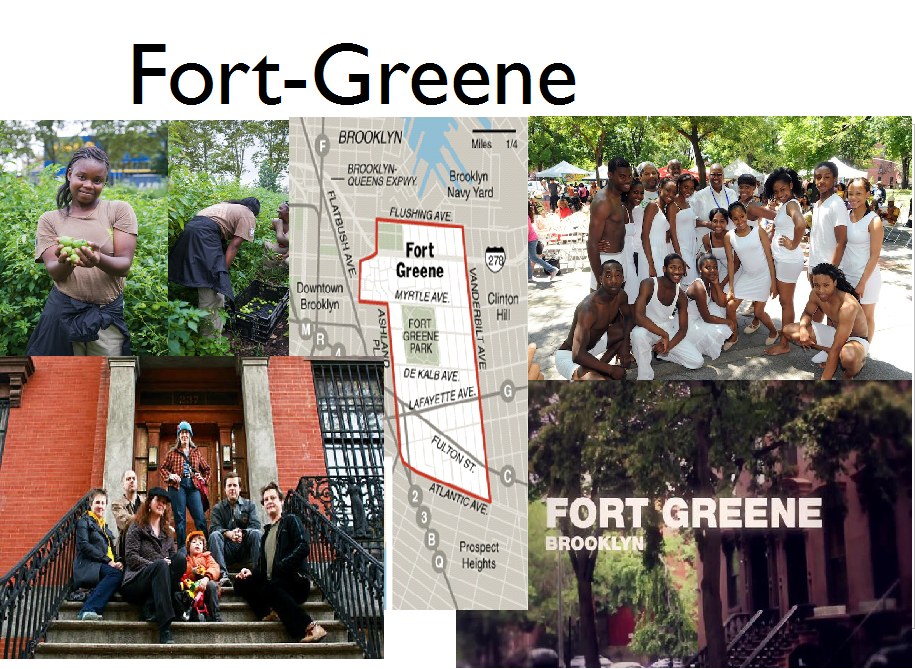 Fort-Greene
BROOKLYN
Miles 1/4
F
BROOKLYN-
QUEENS EXPWY.
Brooklyn
Navy Yard
FLATBUSH AVE.
FLUSHING AVE.
Fort
Greene
278
VANDERBILT AVE.
Downtown
Brooklyn
MYRTLE AVE.
Clinton
Hill
M
R
4
ASHLAND PL
FORT
GREENE
PARK
DE KALB AVE.
LAFAYETTE AVE.
G
237
FULTON ST.
C
ATLANTIC AVE.
2
3
B
Q
Prospect
Heights
FORT GREENE
BROOKLYN